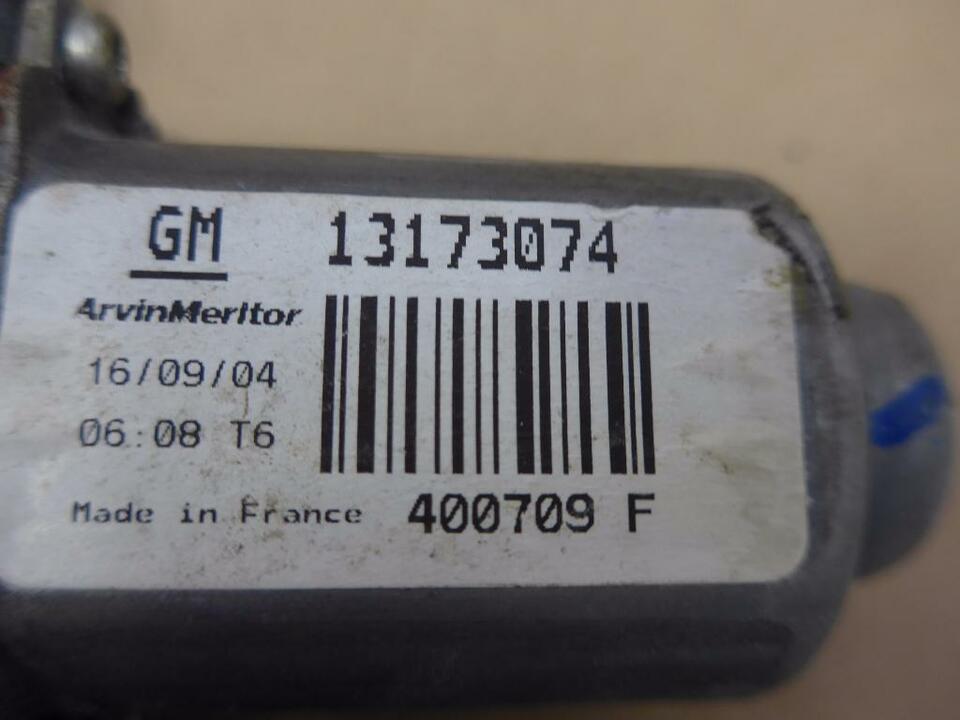 GM 13173074
ArvinMeritor
16/09/04
06:08 T6
Made in France 400709 F